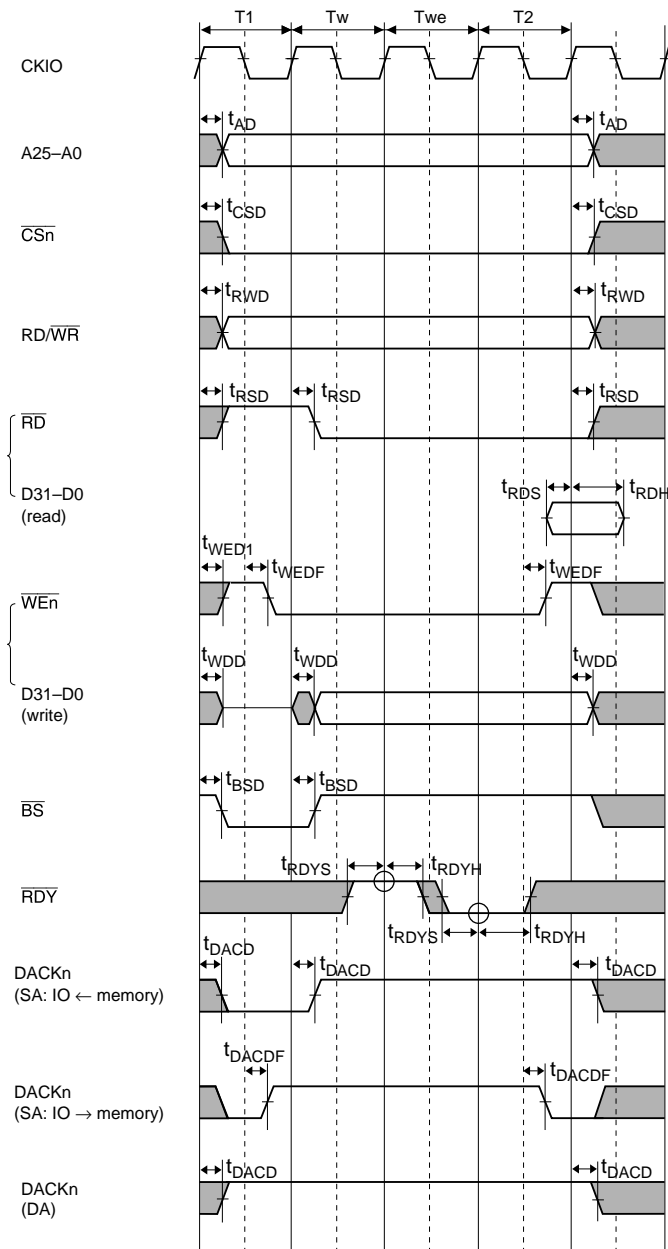 T1 Tw Twe T2
CKIO
tAD tAD
A25–A0
tCSD tCSD
CSn
tRWD tRWD
RD/WR
tRSD tRSD tRSD
RD
D31–D0
(read)
tRDS tRDH
tWED1 tWEDF tWEDF
WEn
tWDD tWDD tWDD
D31–D0
(write)
tBSD tBSD
BS
tRDYS tRDYH
RDY
tRDYS tRDYH
tDACD tDACD tDACD
DACKn
(SA: IO ← memory)
tDACDF tDACDF
DACKn
(SA: IO → memory)
tDACD tDACD
DACKn
(DA)